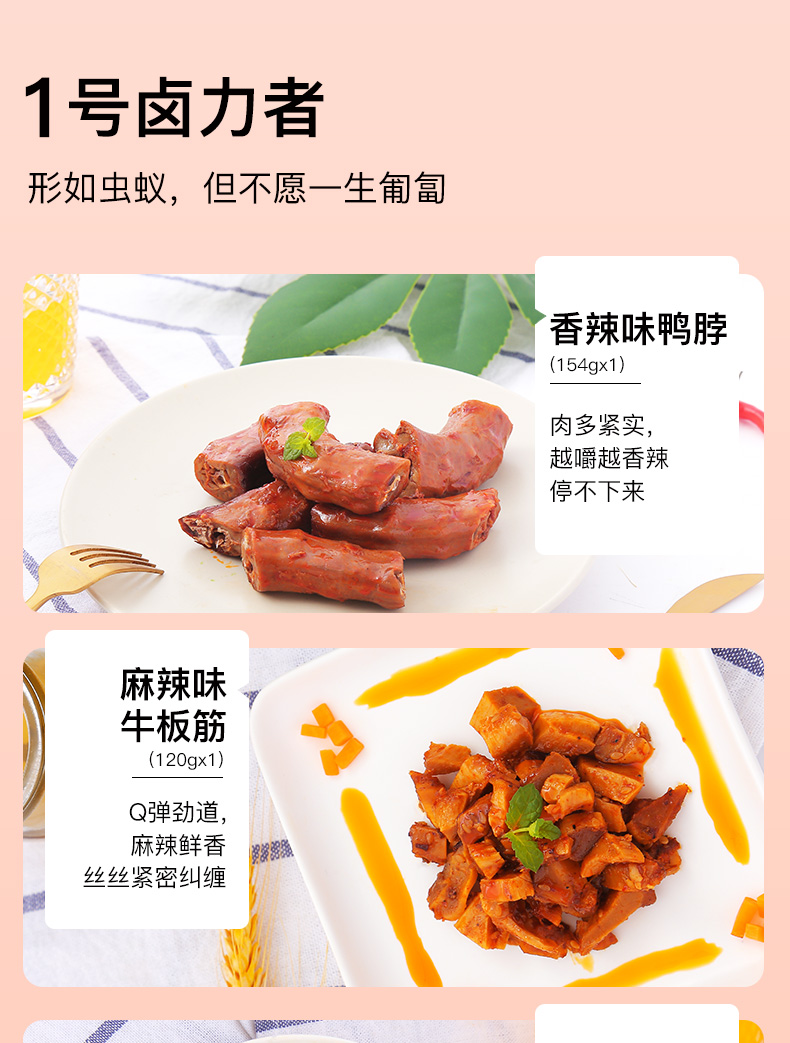 1号卤力者
形如虫蚁，但不愿一生匍匐
香辣味鸭脖
(154gx1)
肉多紧实，
越嚼越香辣
停不下来
麻辣味
牛板筋
(120gx1)
Q弹劲道，
麻辣鲜香
丝丝紧密纠缠